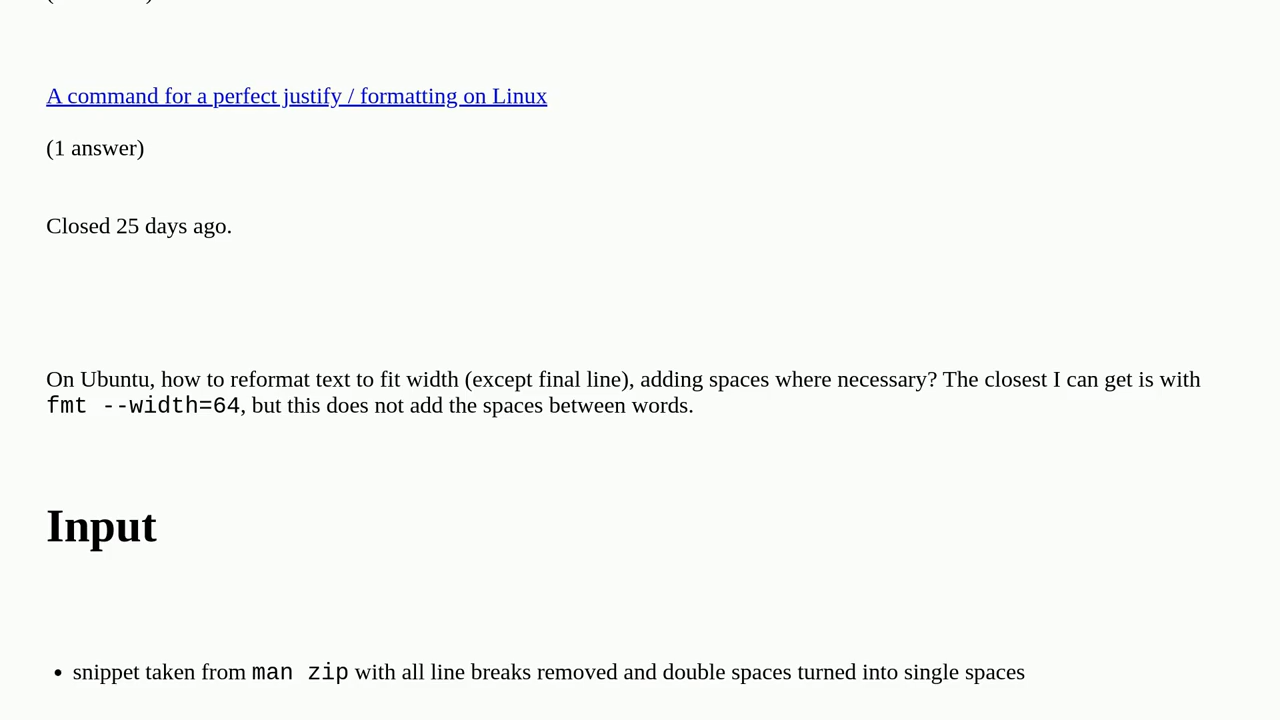 A command for a perfect justify / formatting on Linux
(1 answer)
Closed 25 days ago.
On Ubuntu, how to reformat text to fit width (except final line), adding spaces where necessary? The closest I can get is with
fmt --width=64, but this does not add the spaces between words.
Input
• snippet taken from man zip with all line breaks removed and double spaces turned into single spaces